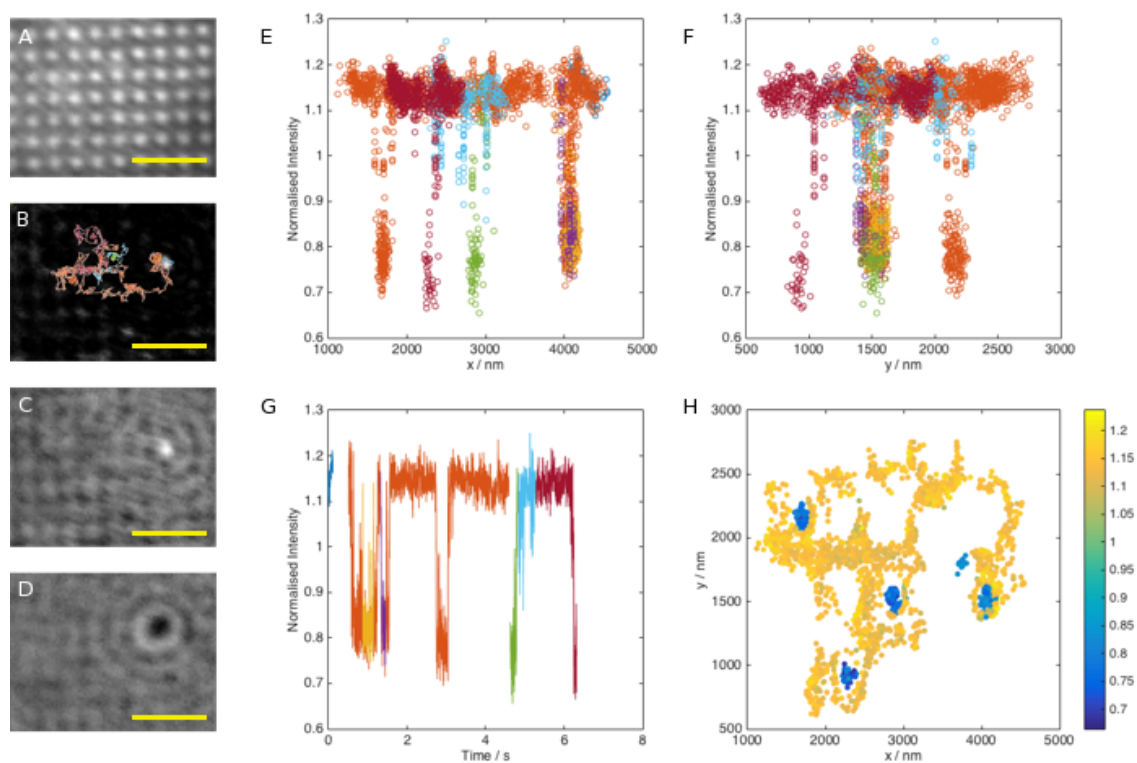 A
B
C
D
E
1.3
1.2
1.1
1
0.9
0.8
0.7
0.6
Normalised Intensity
1000 2000 3000 4000 5000
x / nm
F
1.3
1.2
1.1
1
0.9
0.8
0.7
0.6
Normalised Intensity
500 1000 1500 2000 2500 3000
y / nm
G
1.3
1.2
1.1
1
0.9
0.8
0.7
0.6
Normalised Intensity
0 2 4 6 8
Time / s
H
3000
2500
2000
1500
1000
500
y / nm
1000 2000 3000 4000 5000
x / nm
1.2
1.15
1.1
1.05
1
0.95
0.9
0.85
0.8
0.75
0.7